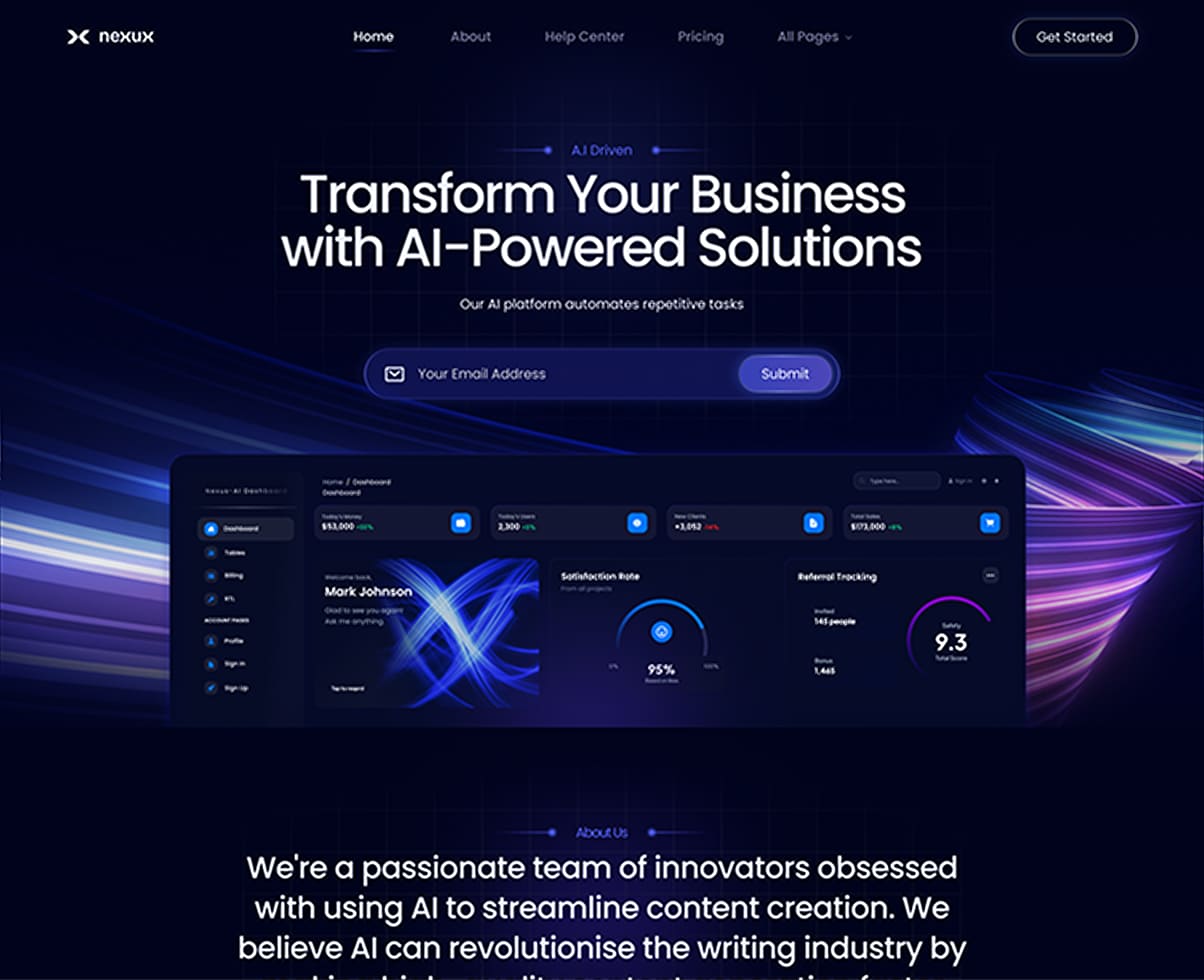 nexux
Home About Help Center Pricing All Pages
Get Started
A.I Driven
Transform Your Business
with AI-Powered Solutions
Our AI platform automates repetitive tasks
Your Email Address
Submit
Nexus-AI Dashboard
Dashboard
Tables
Billing
RTL
ACCOUNT PAGES
Profile
Sign In
Sign Up
Home / Dashboard
Dashboard
Type here...
Sign In
Today's Money
$53,000 +55%
Today's Users
2,300 +5%
New Clients
+3,052 -14%
Total Sales
$173,000 +8%
Welcome back,
Mark Johnson
Glad to see you again!
Ask me anything.
Tap to record
Satisfaction Rate
From all projects
0%
95%
100%
Based on likes
Referral Tracking
Invited
145 people
Bonus
1,465
Safety
9.3
Total Score
About Us
We're a passionate team of innovators obsessed
with using AI to streamline content creation. We
believe AI can revolutionise the writing industry by